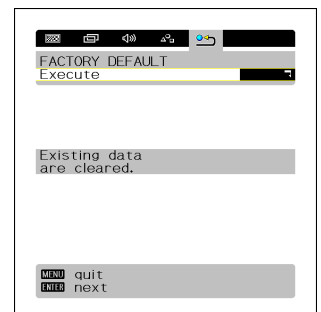 FACTORY DEFAULT
Execute
Existing data
are cleared.
MENU quit
ENTER next